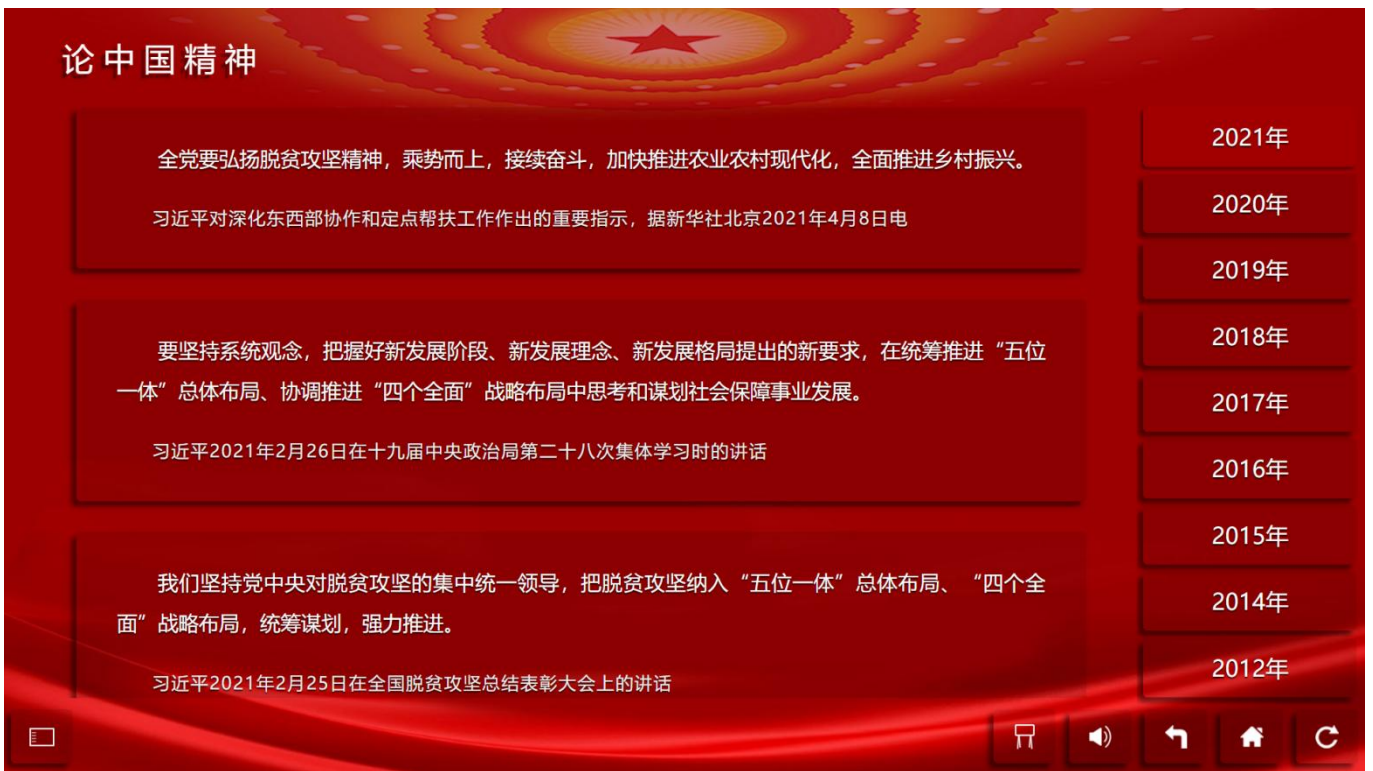 论中国精神
全党要弘扬脱贫攻坚精神，乘势而上，接续奋斗，加快推进农业农村现代化，全面推进乡村振兴。
习近平对深化东西部协作和定点帮扶工作作出的重要指示，据新华社北京2021年4月8日电
要坚持系统观念，把握好新发展阶段、新发展理念、新发展格局提出的新要求，在统筹推进“五位
一体”总体布局、协调推进“四个全面”战略布局中思考和谋划社会保障事业发展。
习近平2021年2月26日在十九届中央政治局第二十八次集体学习时的讲话
我们坚持党中央对脱贫攻坚的集中统一领导，把脱贫攻坚纳入“五位一体”总体布局、“四个全
面”战略布局，统筹谋划，强力推进。
习近平2021年2月25日在全国脱贫攻坚总结表彰大会上的讲话
2021年
2020年
2019年
2018年
2017年
2016年
2015年
2014年
2012年